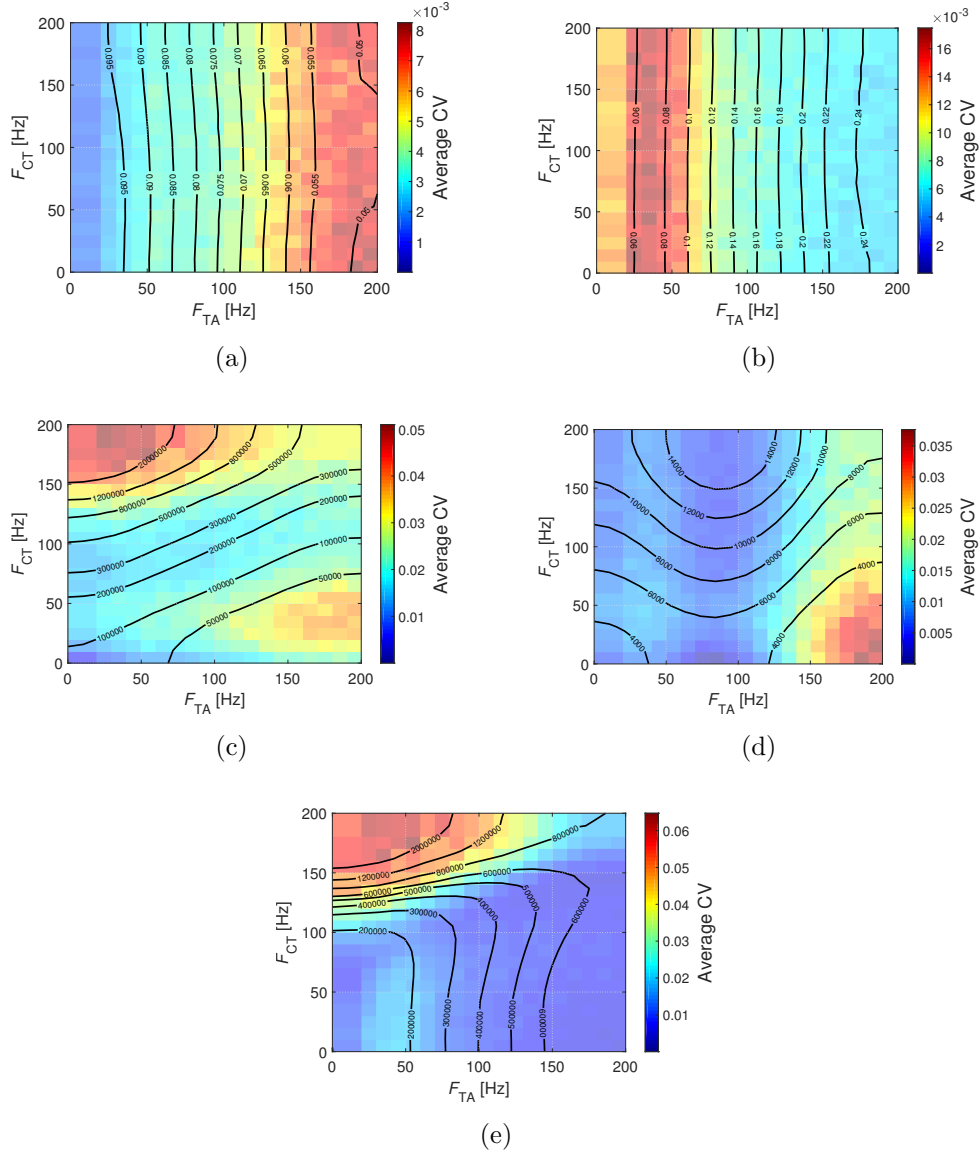 ×10⁻³
200
150
100
50
0
0 50 100 150 200
F_CT [Hz]
F_TA [Hz]
0.095 0.09 0.085 0.08 0.075 0.07 0.065 0.06 0.055 0.05
0.095 0.09 0.085 0.08 0.075 0.07 0.065 0.06 0.055 0.05
8
7
6
5
4
3
2
1
Average CV
(a)
×10⁻³
200
150
100
50
0
0 50 100 150 200
F_CT [Hz]
F_TA [Hz]
0.06 0.08 0.1 0.12 0.14 0.16 0.18 0.2 0.22 0.24
0.06 0.08 0.1 0.12 0.14 0.16 0.18 0.2 0.22 0.24
16
14
12
10
8
6
4
2
Average CV
(b)
200
150
100
50
0
0 50 100 150 200
F_CT [Hz]
F_TA [Hz]
2000000
1200000 800000 500000
800000
500000 300000 300000
200000 200000
300000 100000
200000 100000 50000
100000 50000
0.05
0.04
0.03
0.02
0.01
Average CV
(c)
200
150
100
50
0
0 50 100 150 200
F_CT [Hz]
F_TA [Hz]
14000 14000
12000 12000 10000
10000 10000 8000
8000 8000 6000
6000 6000 4000
4000 4000
0.035
0.03
0.025
0.02
0.015
0.01
0.005
Average CV
(d)
200
150
100
50
0
0 50 100 150 200
F_CT [Hz]
F_TA [Hz]
2000000 1200000 800000
1200000 800000 600000
600000 500000 500000 600000
400000 400000
300000
200000
200000 300000 400000 500000 600000
0.06
0.05
0.04
0.03
0.02
0.01
Average CV
(e)